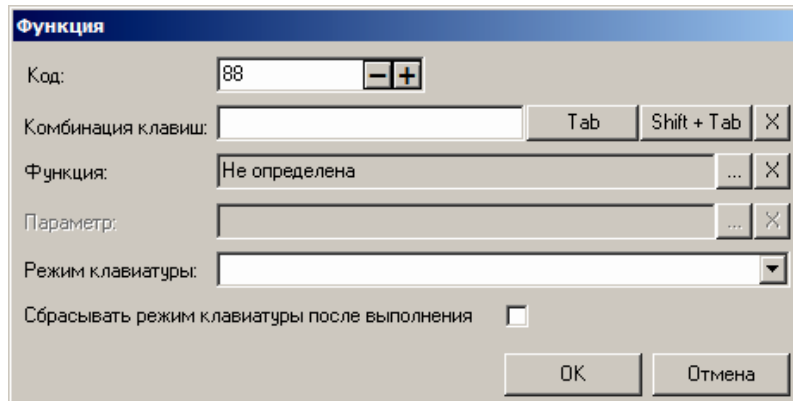 Функция
Код: 88
Комбинация клавиш: Tab Shift + Tab X
Функция: Не определена ... X
Параметр: ... X
Режим клавиатуры:
Сбрасывать режим клавиатуры после выполнения
OK Отмена